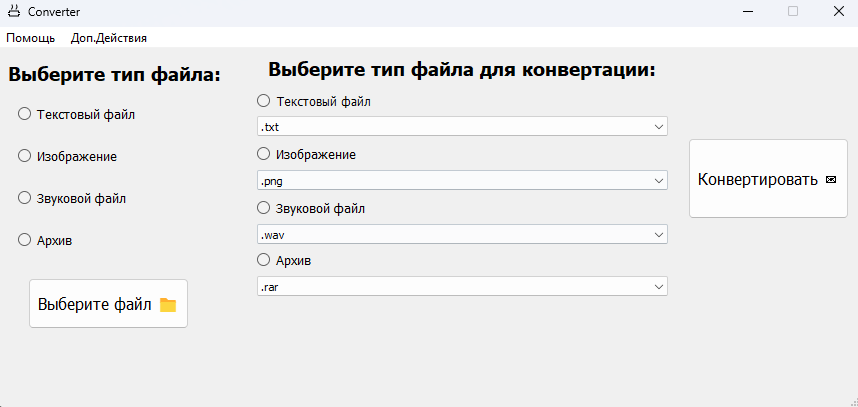 Converter
Помощь Доп.Действия
Выберите тип файла:
Текстовый файл
Изображение
Звуковой файл
Архив
Выберите файл
Выберите тип файла для конвертации:
Текстовый файл
.txt
Изображение
.png
Звуковой файл
.wav
Архив
.rar
Конвертировать